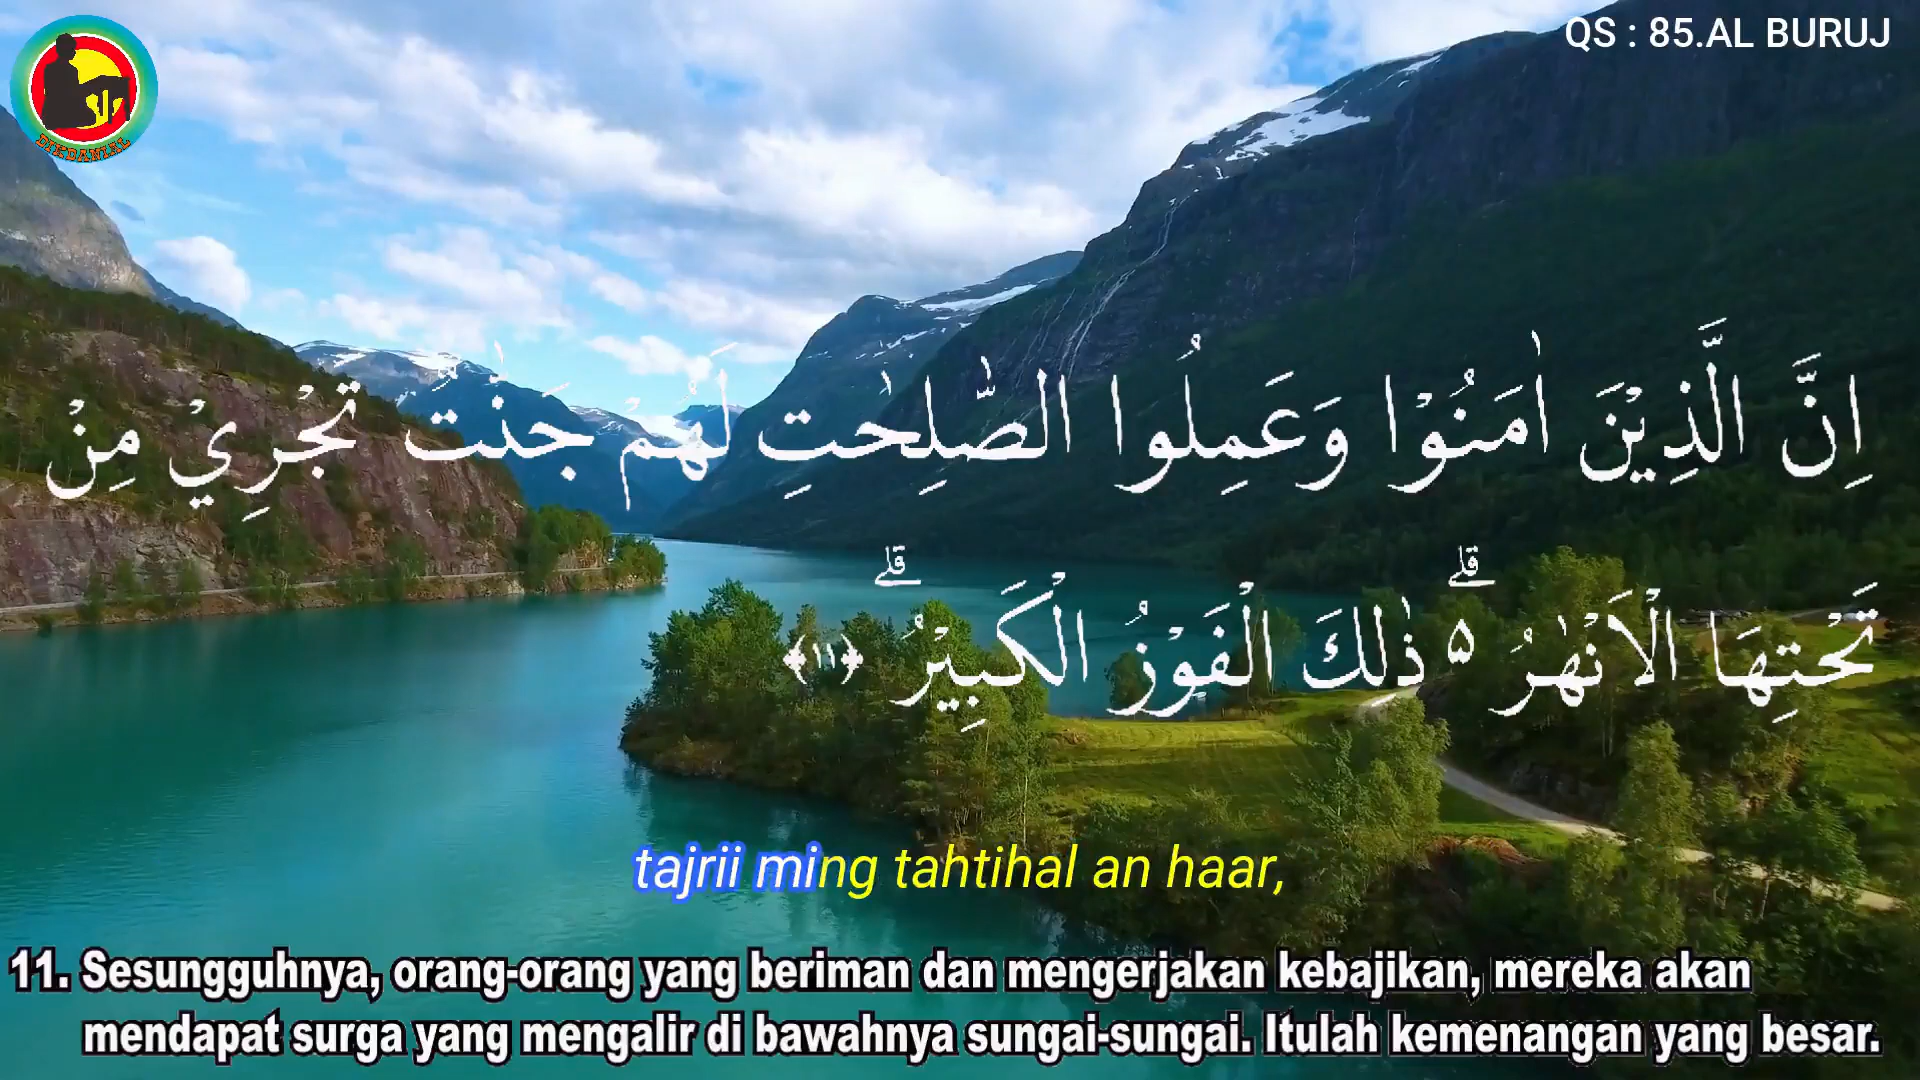 DIKDANIAL
QS : 85.AL BURUJ
اِنَّ الَّذِيْنَ اٰمَنُوْا وَعَمِلُوا الصّٰلِحٰتِ لَهُمْ جَنّٰتٌ تَجْرِيْ مِنْ
تَحْتِهَا الْاَنْهٰرُ ۗ ۵ ذٰلِكَ الْفَوْزُ الْكَبِيْرُ ۗ ﴿١١﴾
tajrii ming tahtihal an haar,
11. Sesungguhnya, orang-orang yang beriman dan mengerjakan kebajikan, mereka akan
mendapat surga yang mengalir di bawahnya sungai-sungai. Itulah kemenangan yang besar.